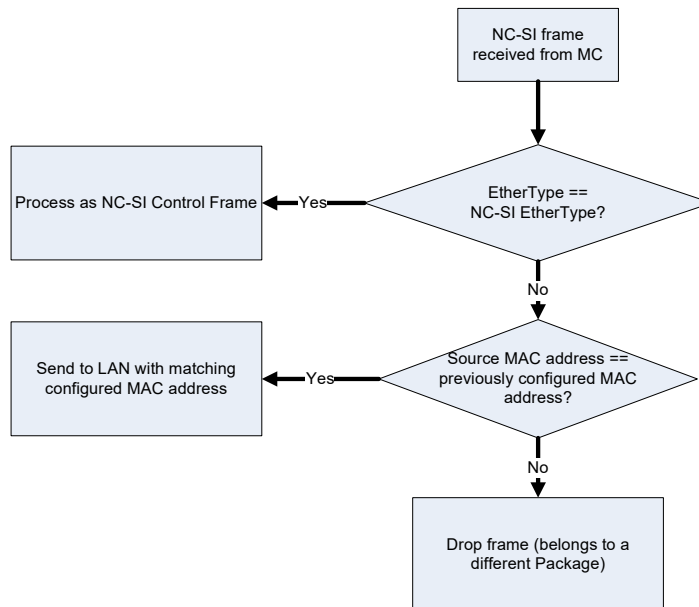 NC-SI frame
received from MC
EtherType ==
NC-SI EtherType?
Yes
Process as NC-SI Control Frame
No
Source MAC address ==
previously configured MAC
address?
Yes
Send to LAN with matching
configured MAC address
No
Drop frame (belongs to a
different Package)